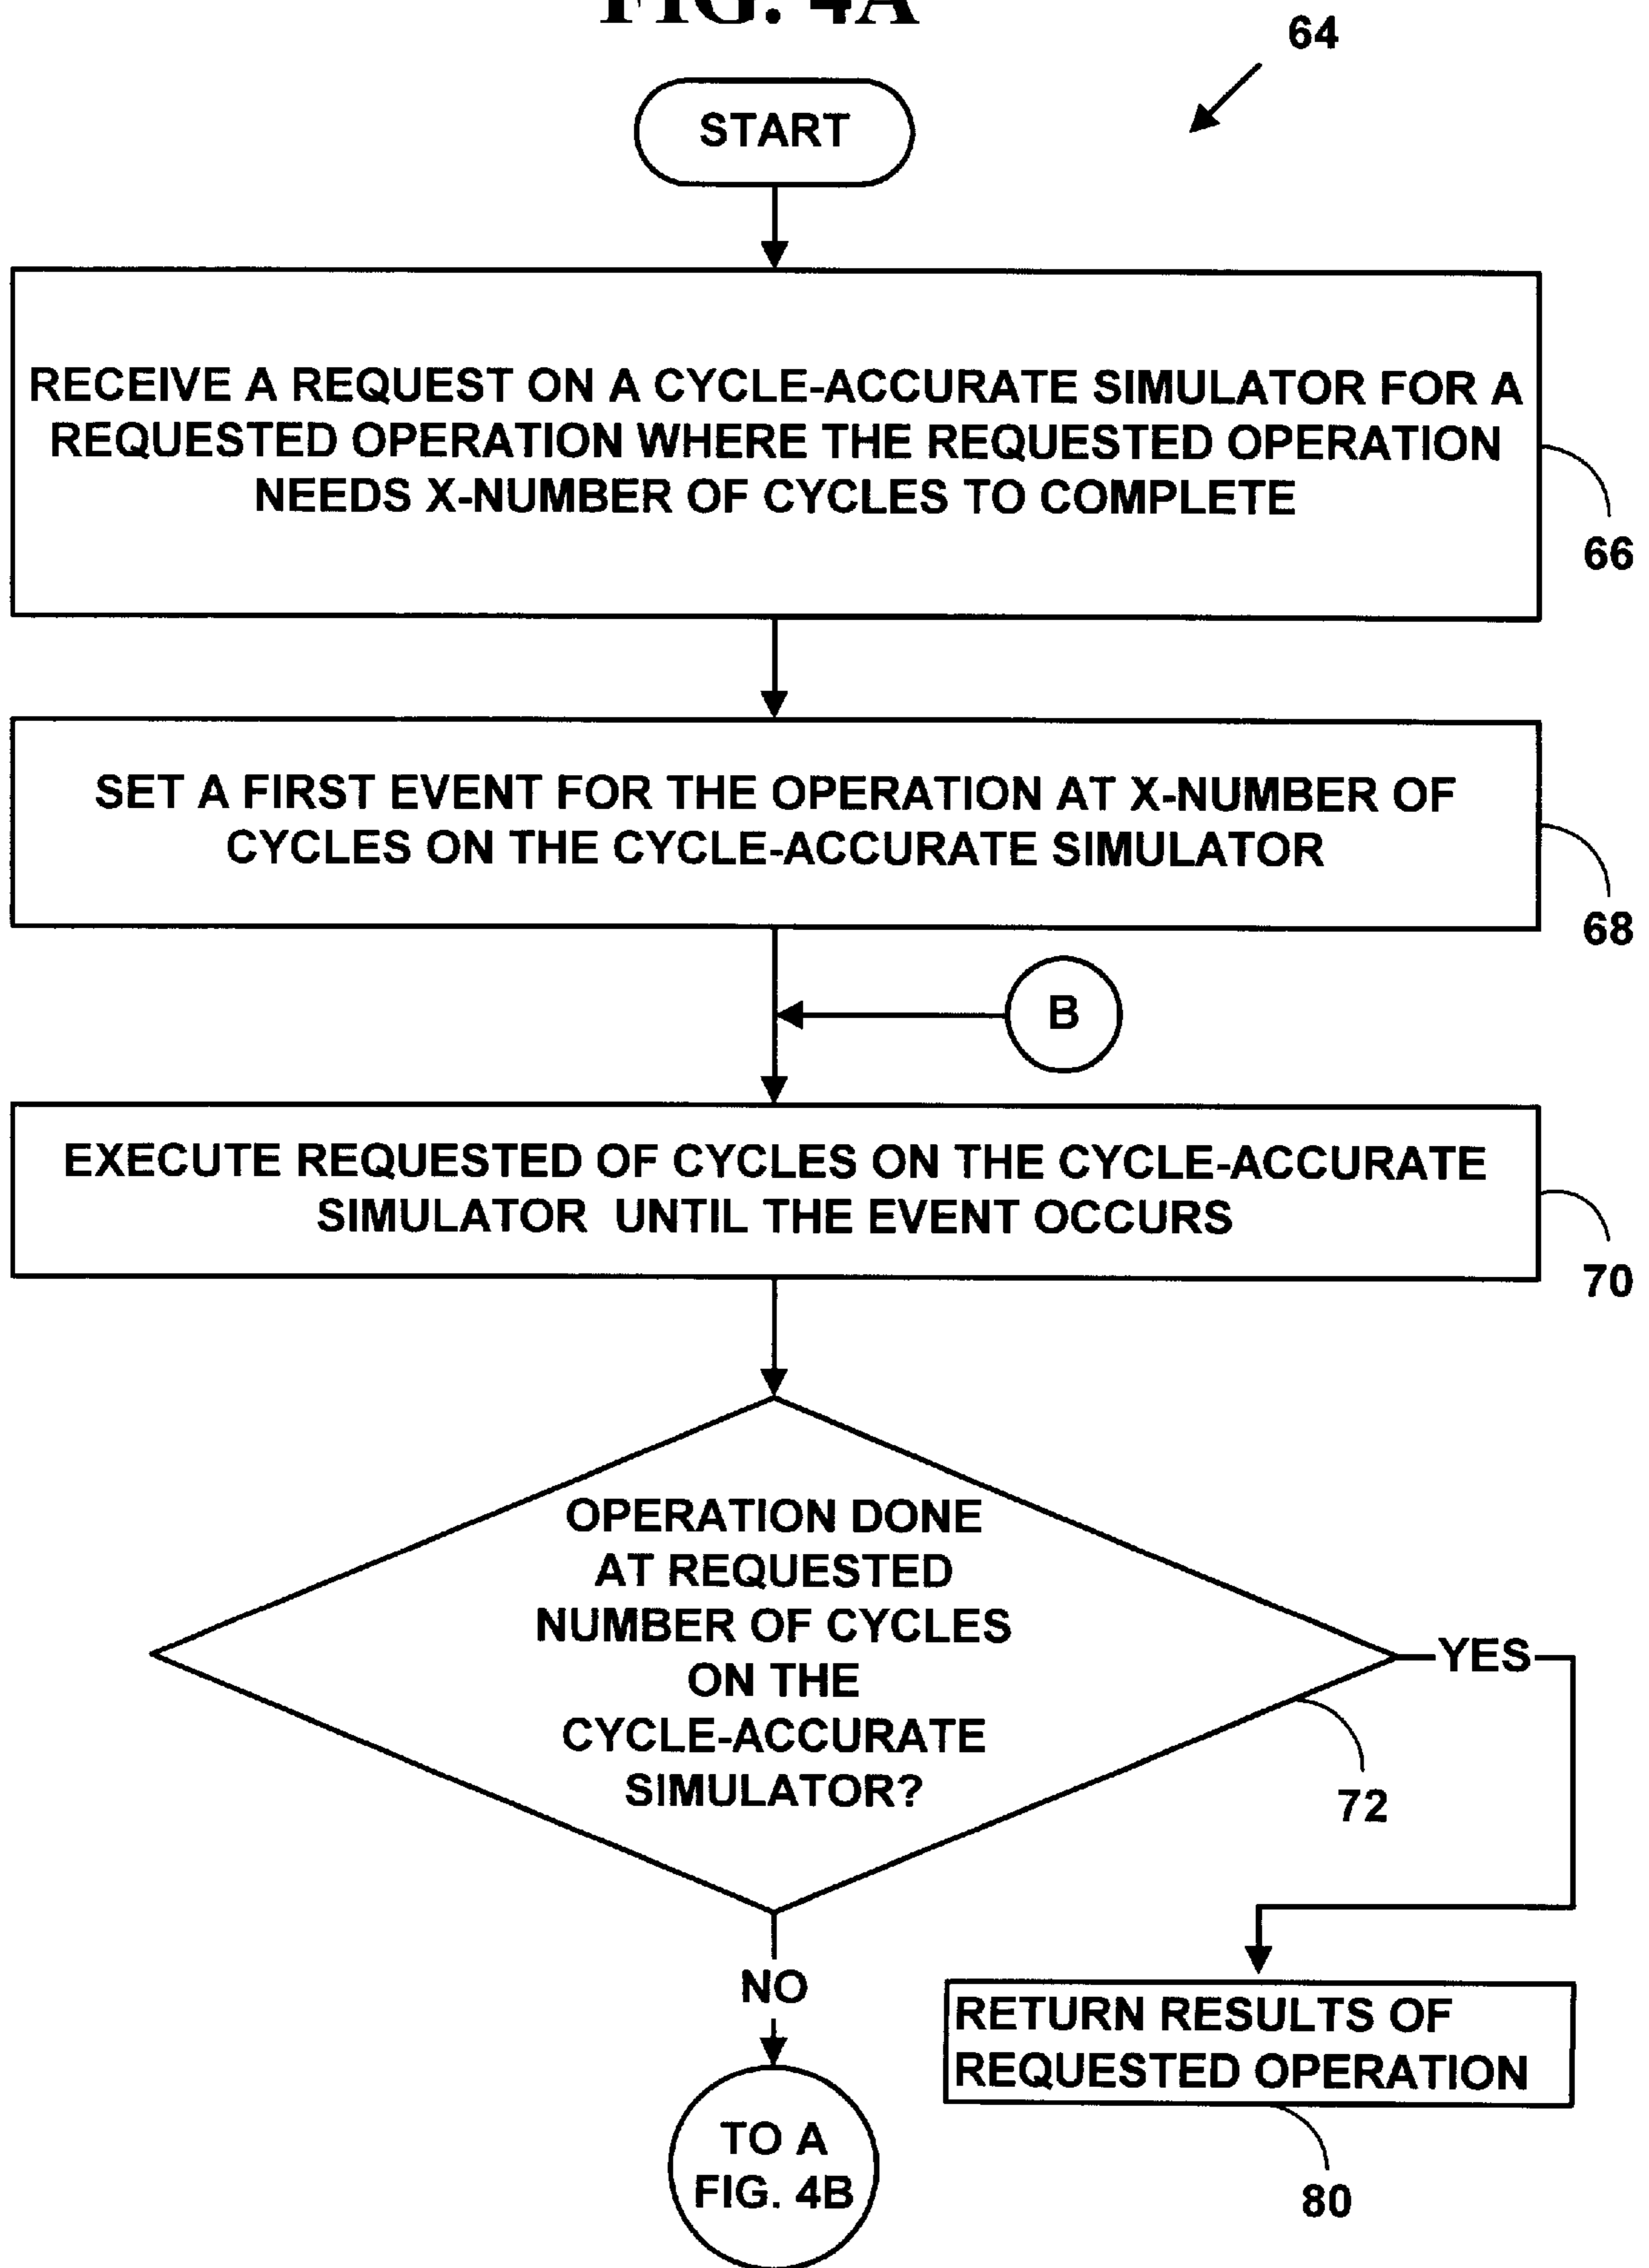 FIG. 4A
64
START
RECEIVE A REQUEST ON A CYCLE-ACCURATE SIMULATOR FOR A
REQUESTED OPERATION WHERE THE REQUESTED OPERATION
NEEDS X-NUMBER OF CYCLES TO COMPLETE
66
SET A FIRST EVENT FOR THE OPERATION AT X-NUMBER OF
CYCLES ON THE CYCLE-ACCURATE SIMULATOR
68
B
EXECUTE REQUESTED OF CYCLES ON THE CYCLE-ACCURATE
SIMULATOR UNTIL THE EVENT OCCURS
70
OPERATION DONE
AT REQUESTED
NUMBER OF CYCLES
ON THE
CYCLE-ACCURATE
SIMULATOR?
YES
72
NO
RETURN RESULTS OF
REQUESTED OPERATION
80
TO A
FIG. 4B